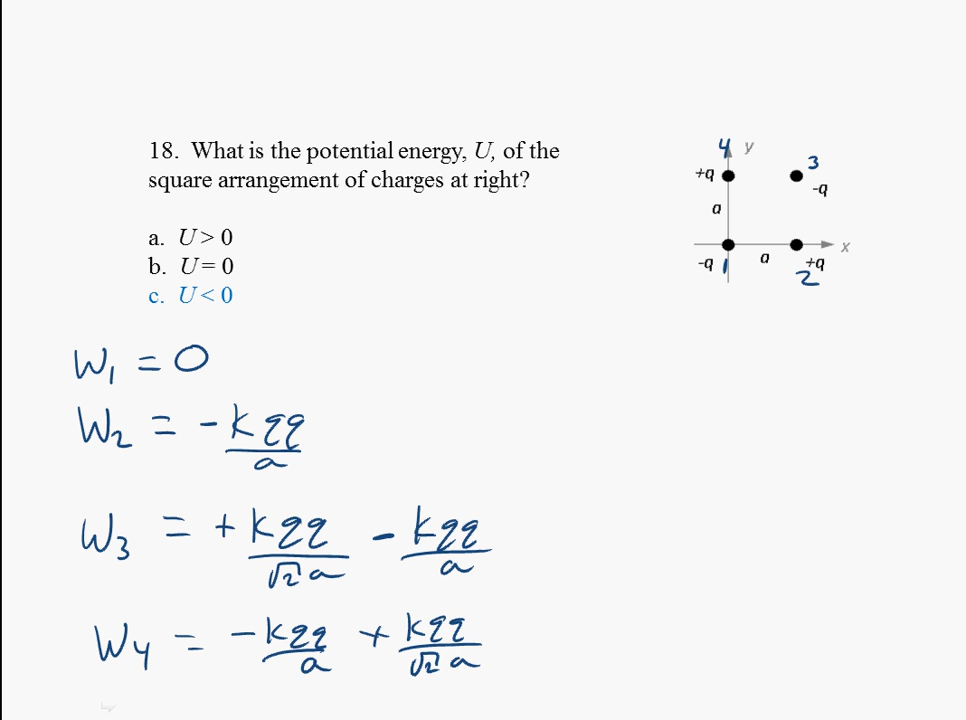 18. What is the potential energy, U, of the
square arrangement of charges at right?
a. U > 0
b. U = 0
c. U < 0
4 y
3
+q
-q
a
x
-q 1
a
+q
2
W₁ = 0
W₂ = -kqq/a
W₃ = +kqq/√2a - kqq/a
W₄ = -kqq/a + kqq/√2a